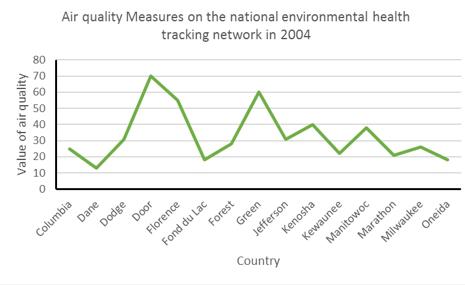 Air quality Measures on the national environmental health
tracking network in 2004
Value of air quality
80
70
60
50
40
30
20
10
0
Columbia
Dane
Dodge
Door
Florence
Fond du Lac
Forest
Green
Jefferson
Kenosha
Kewaunee
Manitowoc
Marathon
Milwaukee
Oneida
Country